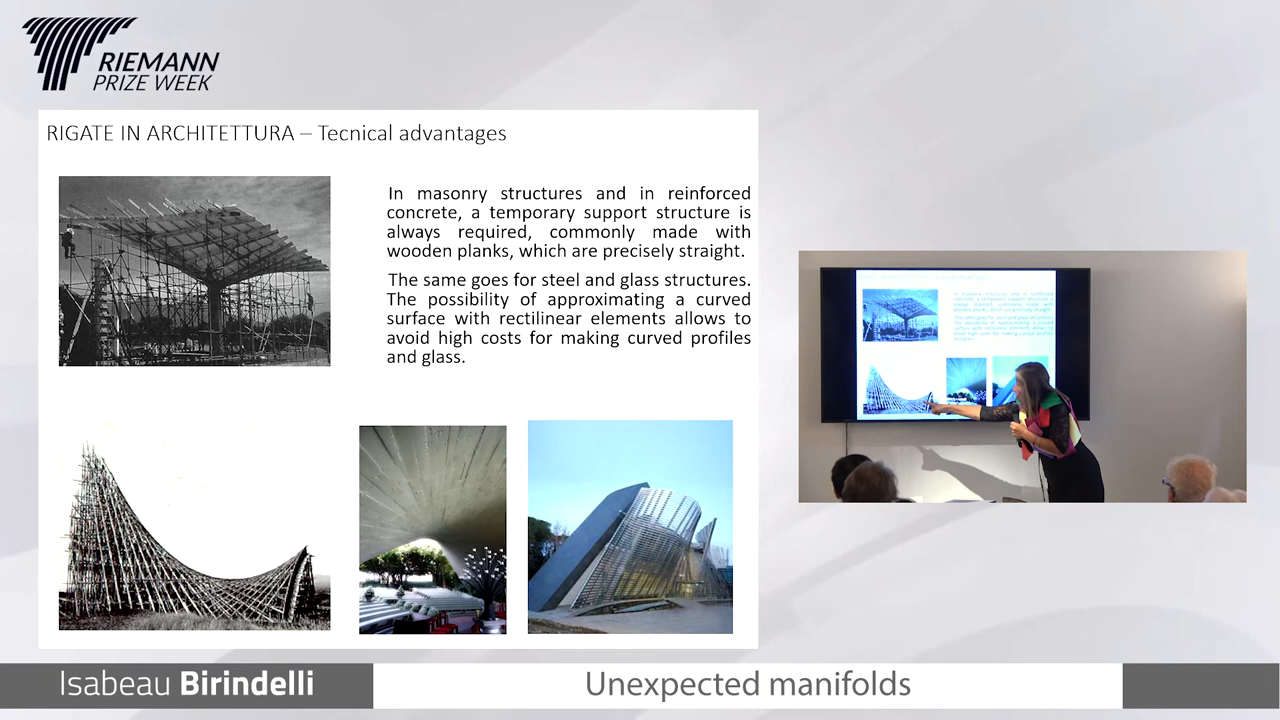 RIEMANN
PRIZE WEEK
RIGATE IN ARCHITETTURA – Tecnical advantages
In masonry structures and in reinforced
concrete, a temporary support structure is
always required, commonly made with
wooden planks, which are precisely straight.
The same goes for steel and glass structures.
The possibility of approximating a curved
surface with rectilinear elements allows to
avoid high costs for making curved profiles
and glass.
Isabeau Birindelli
Unexpected manifolds